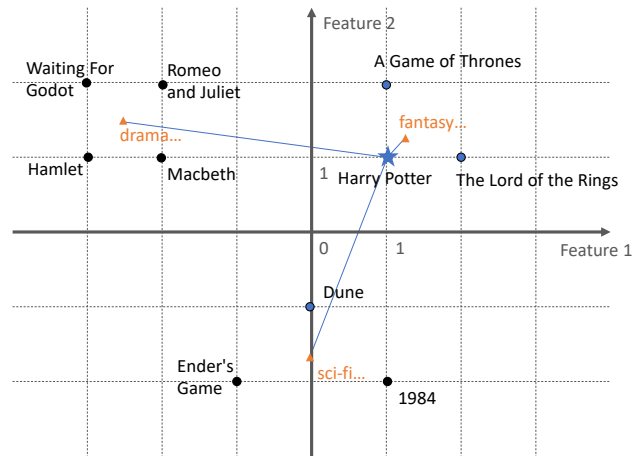 Feature 2
Waiting For
Godot
Romeo
and Juliet
A Game of Thrones
drama...
fantasy...
Hamlet
Macbeth
1
Harry Potter
The Lord of the Rings
0
1
Feature 1
Dune
Ender's
Game
sci-fi...
1984